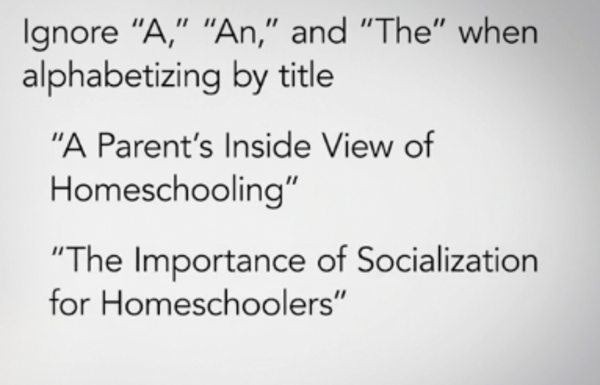 Ignore “A,” “An,” and “The” when
alphabetizing by title
“A Parent’s Inside View of
Homeschooling”
“The Importance of Socialization
for Homeschoolers”